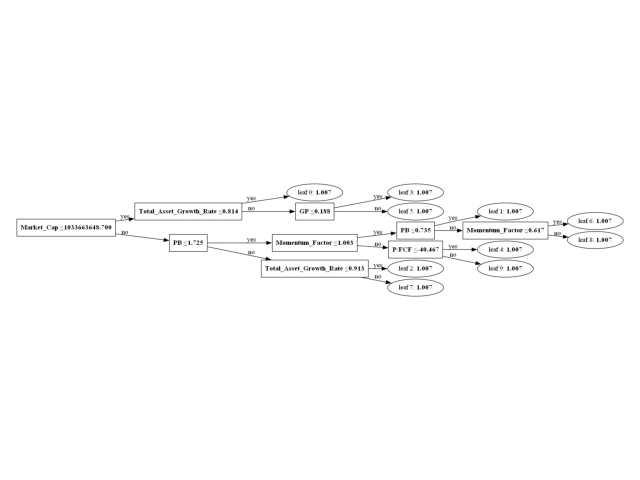 leaf 0: 1.007
leaf 3: 1.007
yes
yes
Total_Asset_Growth_Rate ≤0.814
no
GP ≤0.188
no
leaf 5: 1.007
leaf 1: 1.007
yes
leaf 6: 1.007
yes
Market_Cap ≤1033663648.700
yes
no
PB ≤1.725
yes
Momentum_Factor ≤1.003
yes
PB ≤0.735
no
Momentum_Factor ≤0.617
no
leaf 8: 1.007
no
P/FCF ≤-40.467
yes
leaf 4: 1.007
no
Total_Asset_Growth_Rate ≤0.913
yes
leaf 2: 1.007
no
leaf 9: 1.007
no
leaf 7: 1.007